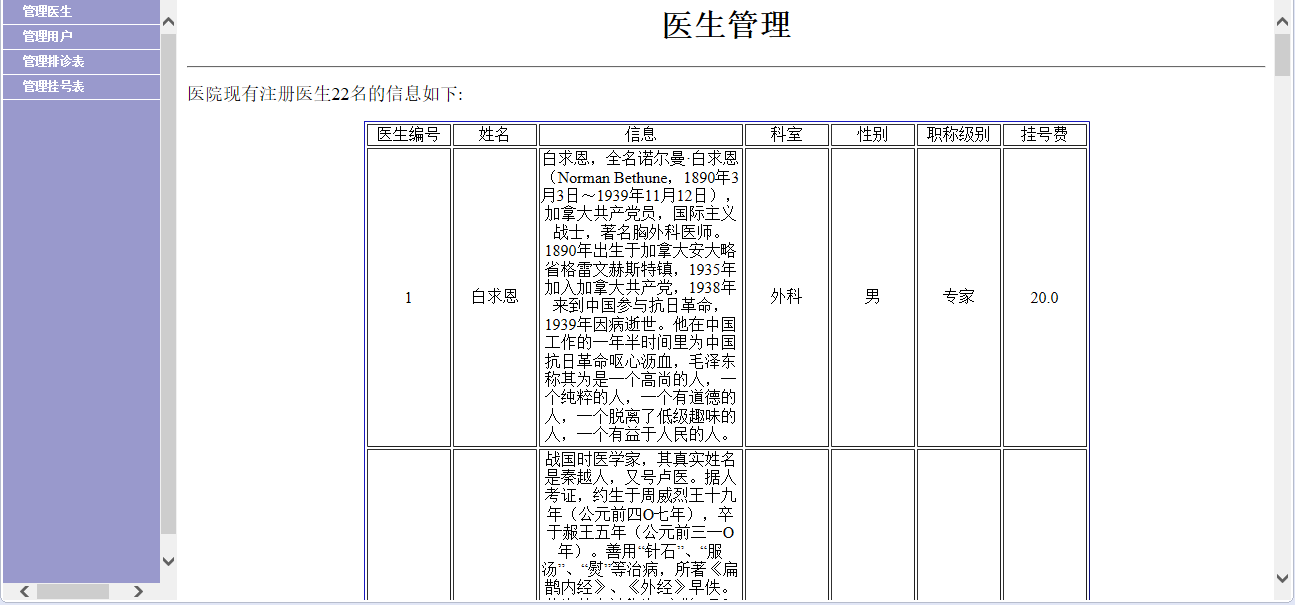 管理医生
管理用户
管理排诊表
管理挂号表
医生管理
医院现有注册医生22名的信息如下:
医生编号 姓名 信息 科室 性别 职称级别 挂号费
1 白求恩
白求恩，全名诺尔曼·白求恩
（Norman Bethune，1890年3
月3日～1939年11月12日），
加拿大共产党员，国际主义
战士，著名胸外科医师。
1890年出生于加拿大安大略
省格雷文赫斯特镇，1935年
加入加拿大共产党，1938年
来到中国参与抗日革命，
1939年因病逝世。他在中国
工作的一年半时间里为中国
抗日革命呕心沥血，毛泽东
称其为是一个高尚的人，一
个纯粹的人，一个有道德的
人，一个脱离了低级趣味的
人，一个有益于人民的人。
外科 男 专家 20.0
战国时医学家，其真实姓名
是秦越人，又号卢医。据人
考证，约生于周威烈王十九
年（公元前四O七年），卒
于赧王五年（公元前三一O
年）。善用“针石”、“服
汤”、“熨”等治病，所著《扁
鹊内经》、《外经》早佚。